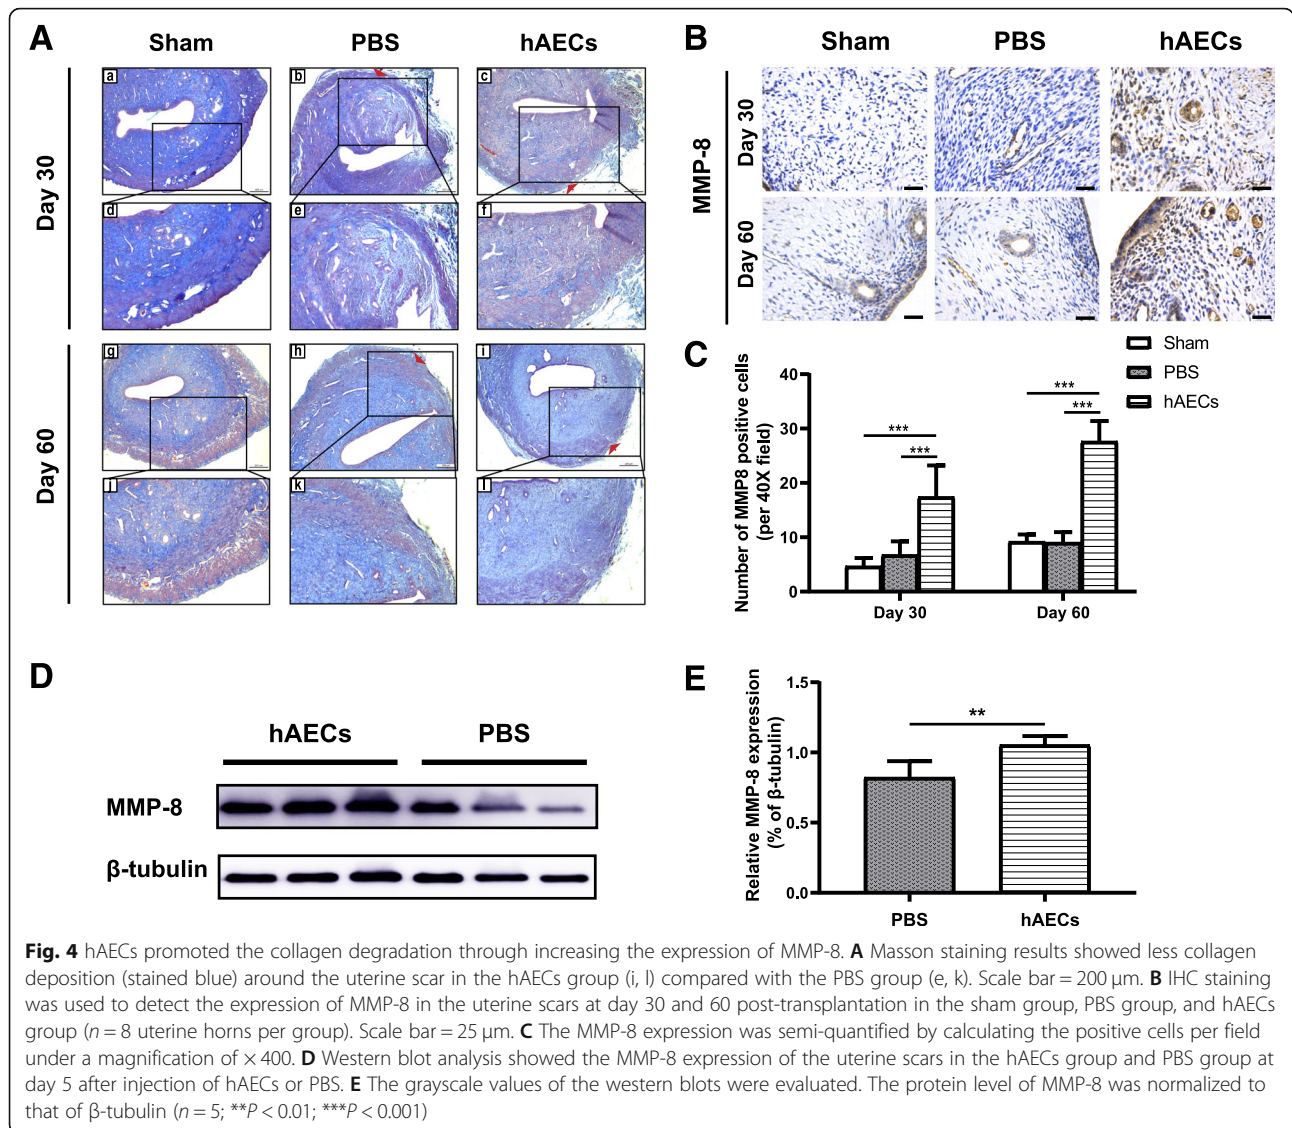 A
Sham
PBS
hAECs
Day 30
a
b
c
d
e
f
Day 60
g
h
i
j
k
l
B
Sham
PBS
hAECs
MMP-8
Day 30
Day 60
C
Sham
PBS
hAECs
Number of MMP8 positive cells
(per 40X field)
40
30
20
10
0
***
***
***
***
Day 30
Day 60
D
hAECs
PBS
MMP-8
β-tubulin
E
Relative MMP-8 expression
(% of β-tubulin)
1.5
1.0
0.5
0.0
**
PBS
hAECs
Fig. 4 hAECs promoted the collagen degradation through increasing the expression of MMP-8. A Masson staining results showed less collagen
deposition (stained blue) around the uterine scar in the hAECs group (i, l) compared with the PBS group (e, k). Scale bar = 200 μm. B IHC staining
was used to detect the expression of MMP-8 in the uterine scars at day 30 and 60 post-transplantation in the sham group, PBS group, and hAECs
group (n = 8 uterine horns per group). Scale bar = 25 μm. C The MMP-8 expression was semi-quantified by calculating the positive cells per field
under a magnification of × 400. D Western blot analysis showed the MMP-8 expression of the uterine scars in the hAECs group and PBS group at
day 5 after injection of hAECs or PBS. E The grayscale values of the western blots were evaluated. The protein level of MMP-8 was normalized to
that of β-tubulin (n = 5; **P < 0.01; ***P < 0.001)